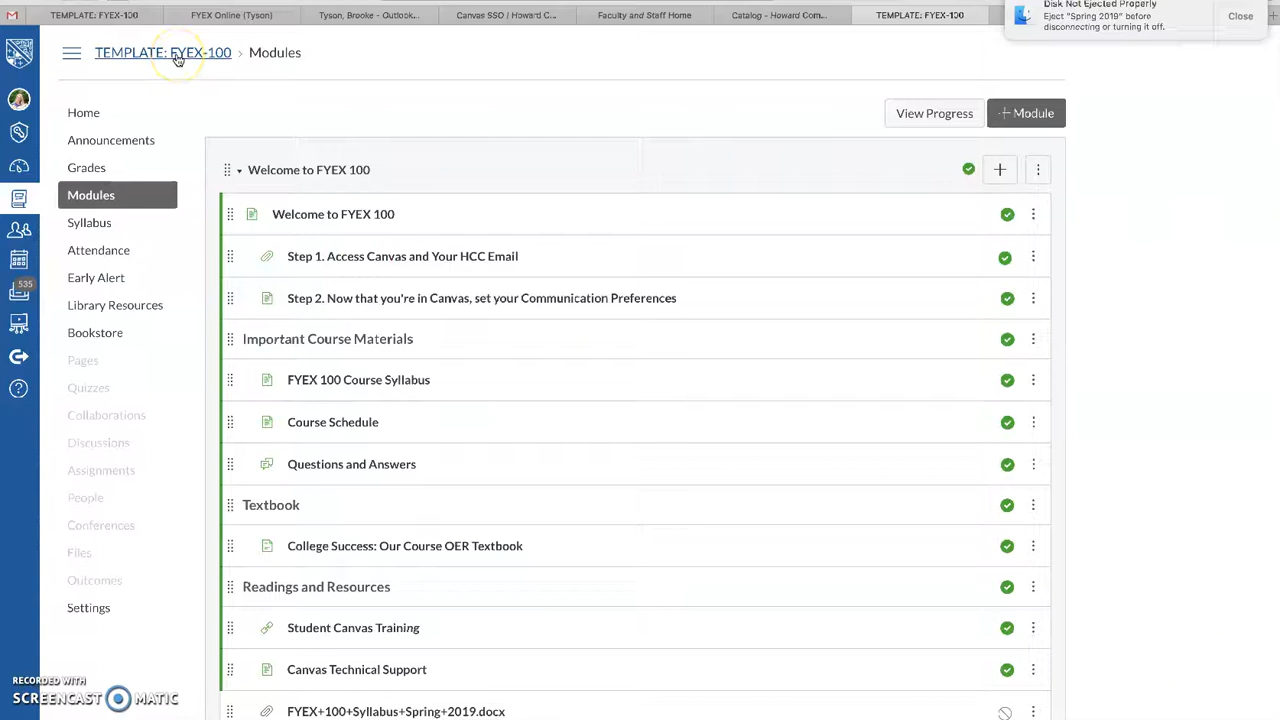 TEMPLATE: FYEX-100
FYEX Online (Tyson)
Tyson, Brooke - Outlook...
Canvas SSO / Howard C...
Faculty and Staff Home
Catalog - Howard Com...
TEMPLATE: FYEX-100
Disk Not Ejected Properly
Eject "Spring 2019" before
disconnecting or turning it off.
Close
TEMPLATE: FYEX-100 › Modules
Home
Announcements
Grades
Modules
Syllabus
Attendance
Early Alert
Library Resources
Bookstore
Pages
Quizzes
Collaborations
Discussions
Assignments
People
Conferences
Files
Outcomes
Settings
535
View Progress
+ Module
Welcome to FYEX 100
Welcome to FYEX 100
Step 1. Access Canvas and Your HCC Email
Step 2. Now that you're in Canvas, set your Communication Preferences
Important Course Materials
FYEX 100 Course Syllabus
Course Schedule
Questions and Answers
Textbook
College Success: Our Course OER Textbook
Readings and Resources
Student Canvas Training
Canvas Technical Support
FYEX+100+Syllabus+Spring+2019.docx
RECORDED WITH
SCREENCAST MATIC